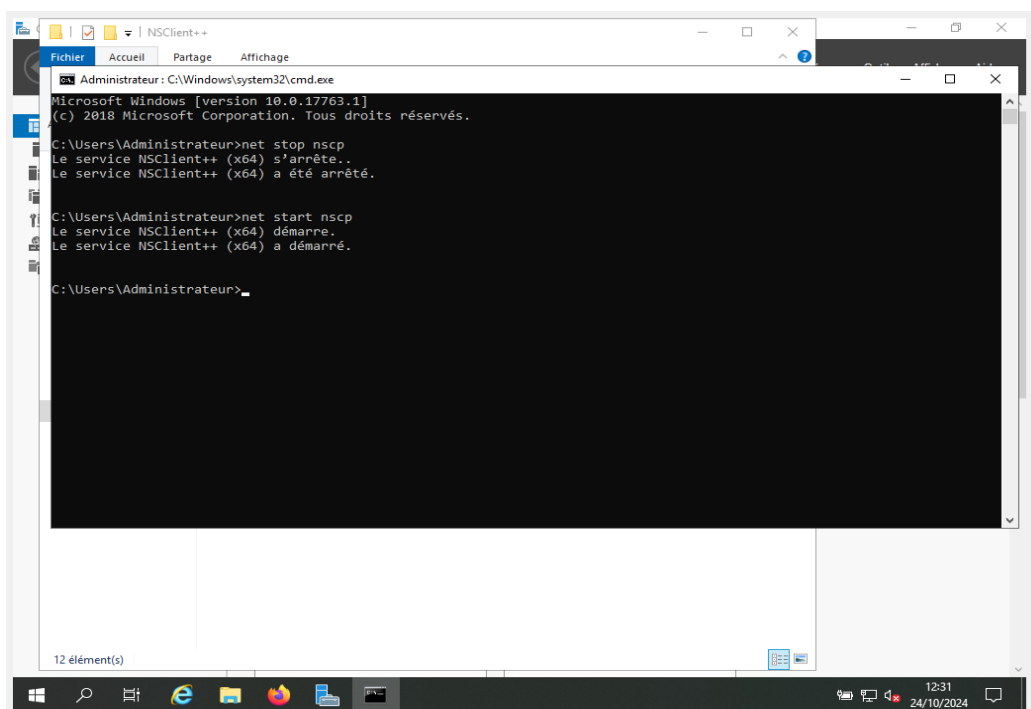 NSClient++
Fichier Accueil Partage Affichage
Administrateur : C:\Windows\system32\cmd.exe
Microsoft Windows [version 10.0.17763.1]
(c) 2018 Microsoft Corporation. Tous droits réservés.
C:\Users\Administrateur>net stop nscp
Le service NSClient++ (x64) s’arrête..
Le service NSClient++ (x64) a été arrêté.
C:\Users\Administrateur>net start nscp
Le service NSClient++ (x64) démarre.
Le service NSClient++ (x64) a démarré.
C:\Users\Administrateur>
12 élément(s)
12:31
24/10/2024